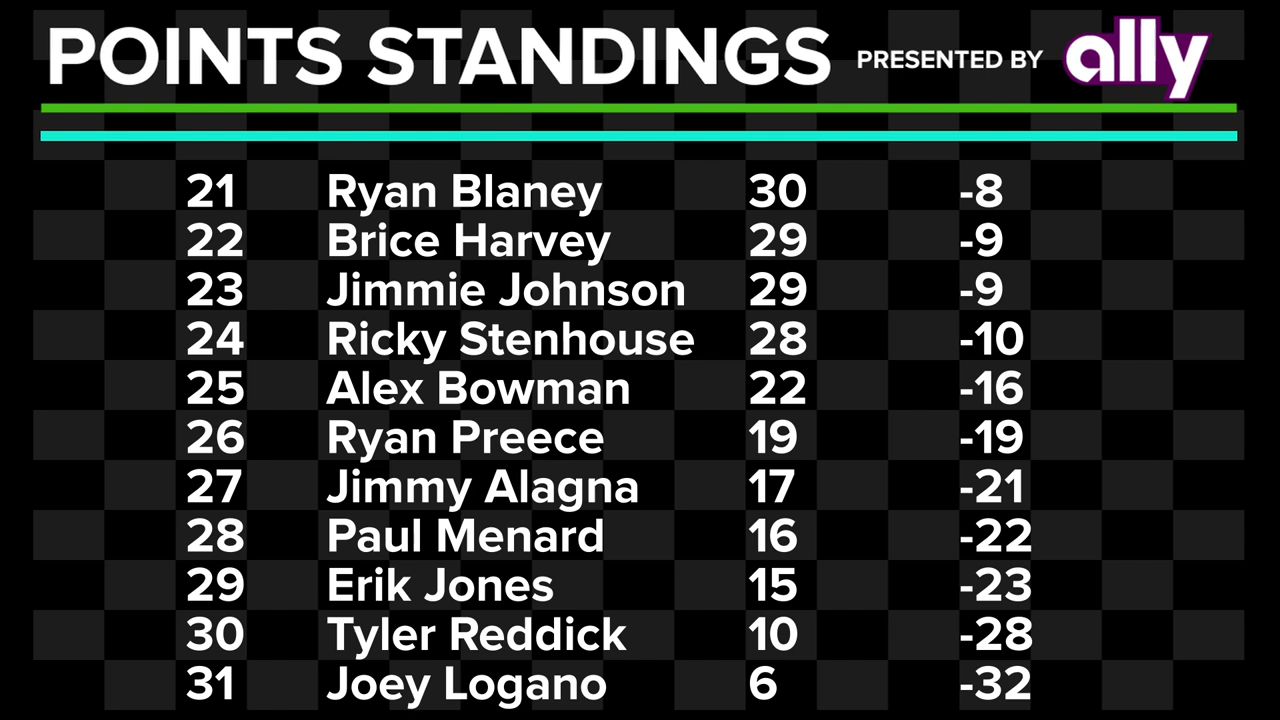 POINTS STANDINGS PRESENTED BY ally
21 Ryan Blaney 30 -8
22 Brice Harvey 29 -9
23 Jimmie Johnson 29 -9
24 Ricky Stenhouse 28 -10
25 Alex Bowman 22 -16
26 Ryan Preece 19 -19
27 Jimmy Alagna 17 -21
28 Paul Menard 16 -22
29 Erik Jones 15 -23
30 Tyler Reddick 10 -28
31 Joey Logano 6 -32